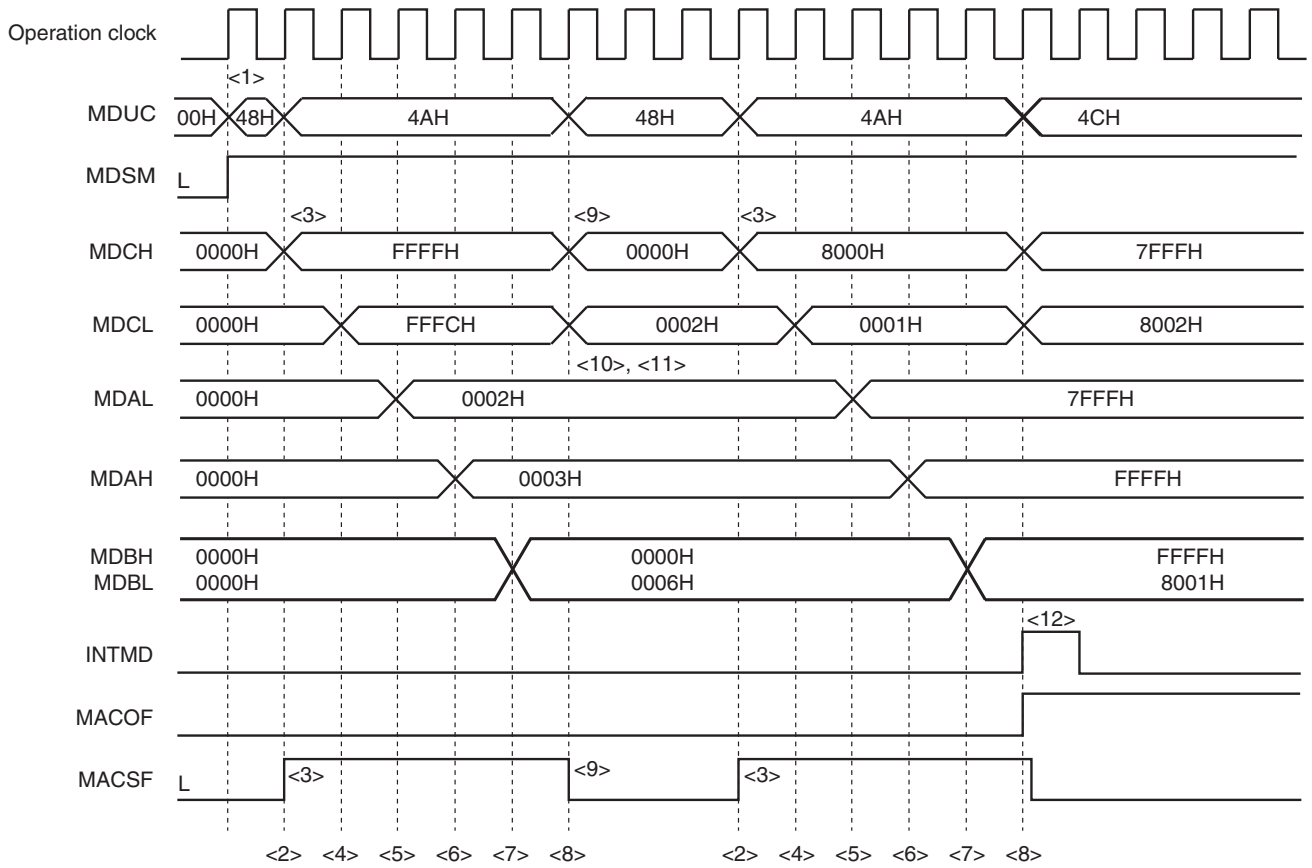 Operation clock
<1>
MDUC 00H 48H 4AH 48H 4AH 4CH
MDSM L
<3> <9> <3>
MDCH 0000H FFFFH 0000H 8000H 7FFFH
MDCL 0000H FFFCH 0002H 0001H 8002H
<10>, <11>
MDAL 0000H 0002H 7FFFH
MDAH 0000H 0003H FFFFH
MDBH 0000H 0000H FFFFH
MDBL 0000H 0006H 8001H
<12>
INTMD
MACOF
MACSF L <3> <9> <3>
<2> <4> <5> <6> <7> <8> <2> <4> <5> <6> <7> <8>